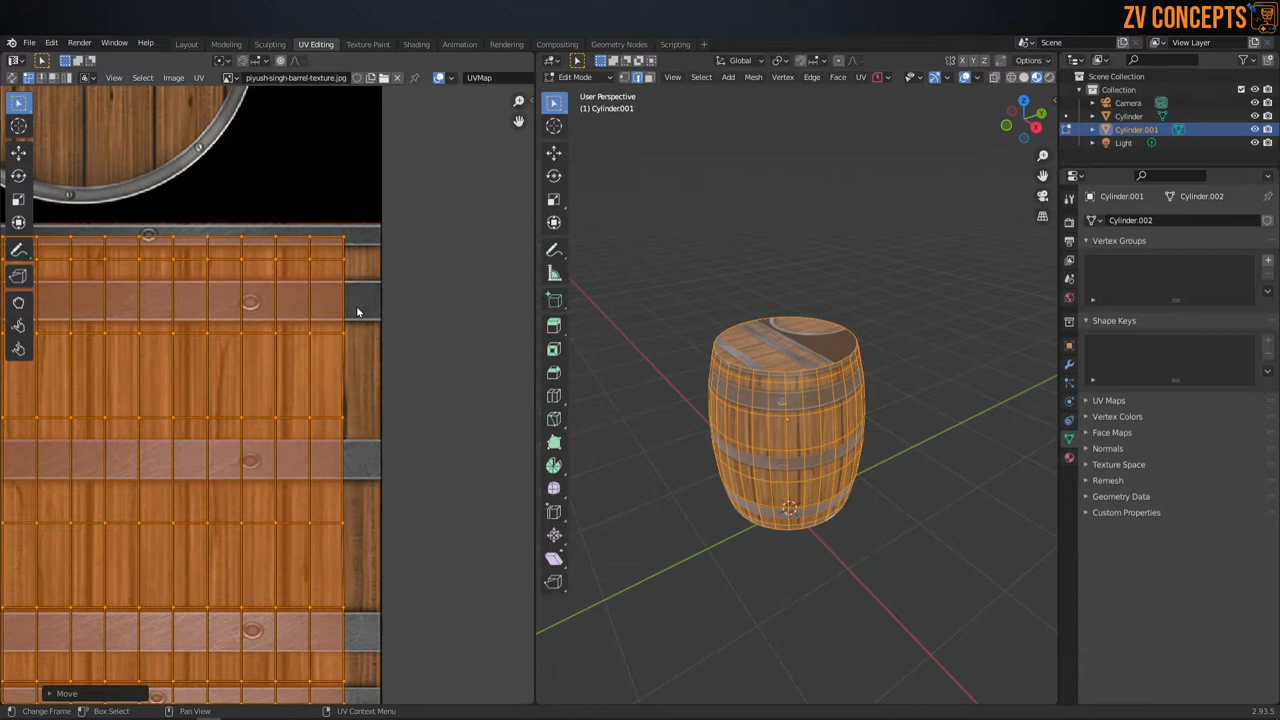 ZV CONCEPTS
File Edit Render Window Help
Layout Modeling Sculpting UV Editing Texture Paint Shading Animation Rendering Compositing Geometry Nodes Scripting +
Scene
View Layer
View Select Image UV
piyush-singh-barrel-texture.jpg
UVMap
Global
Options
Edit Mode
View Select Add Mesh Vertex Edge Face UV
User Perspective
(1) Cylinder.001
Z
Y
X
Scene Collection
Collection
Camera
Cylinder
Cylinder.001
Light
Cylinder.001 Cylinder.002
Cylinder.002
Vertex Groups
Shape Keys
UV Maps
Vertex Colors
Face Maps
Normals
Texture Space
Remesh
Geometry Data
Custom Properties
Move
Change Frame Box Select Pan View UV Context Menu
2.93.5